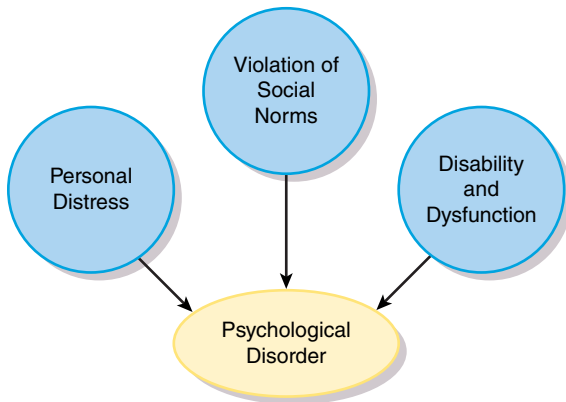 Violation of
Social
Norms
Personal
Distress
Disability
and
Dysfunction
Psychological
Disorder